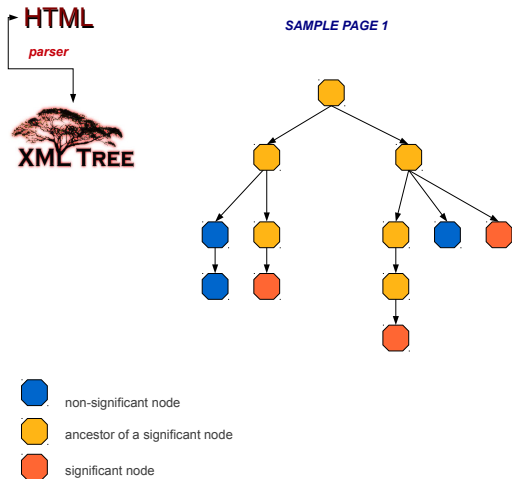 HTML
SAMPLE PAGE 1
parser
XML TREE
non-significant node
ancestor of a significant node
significant node